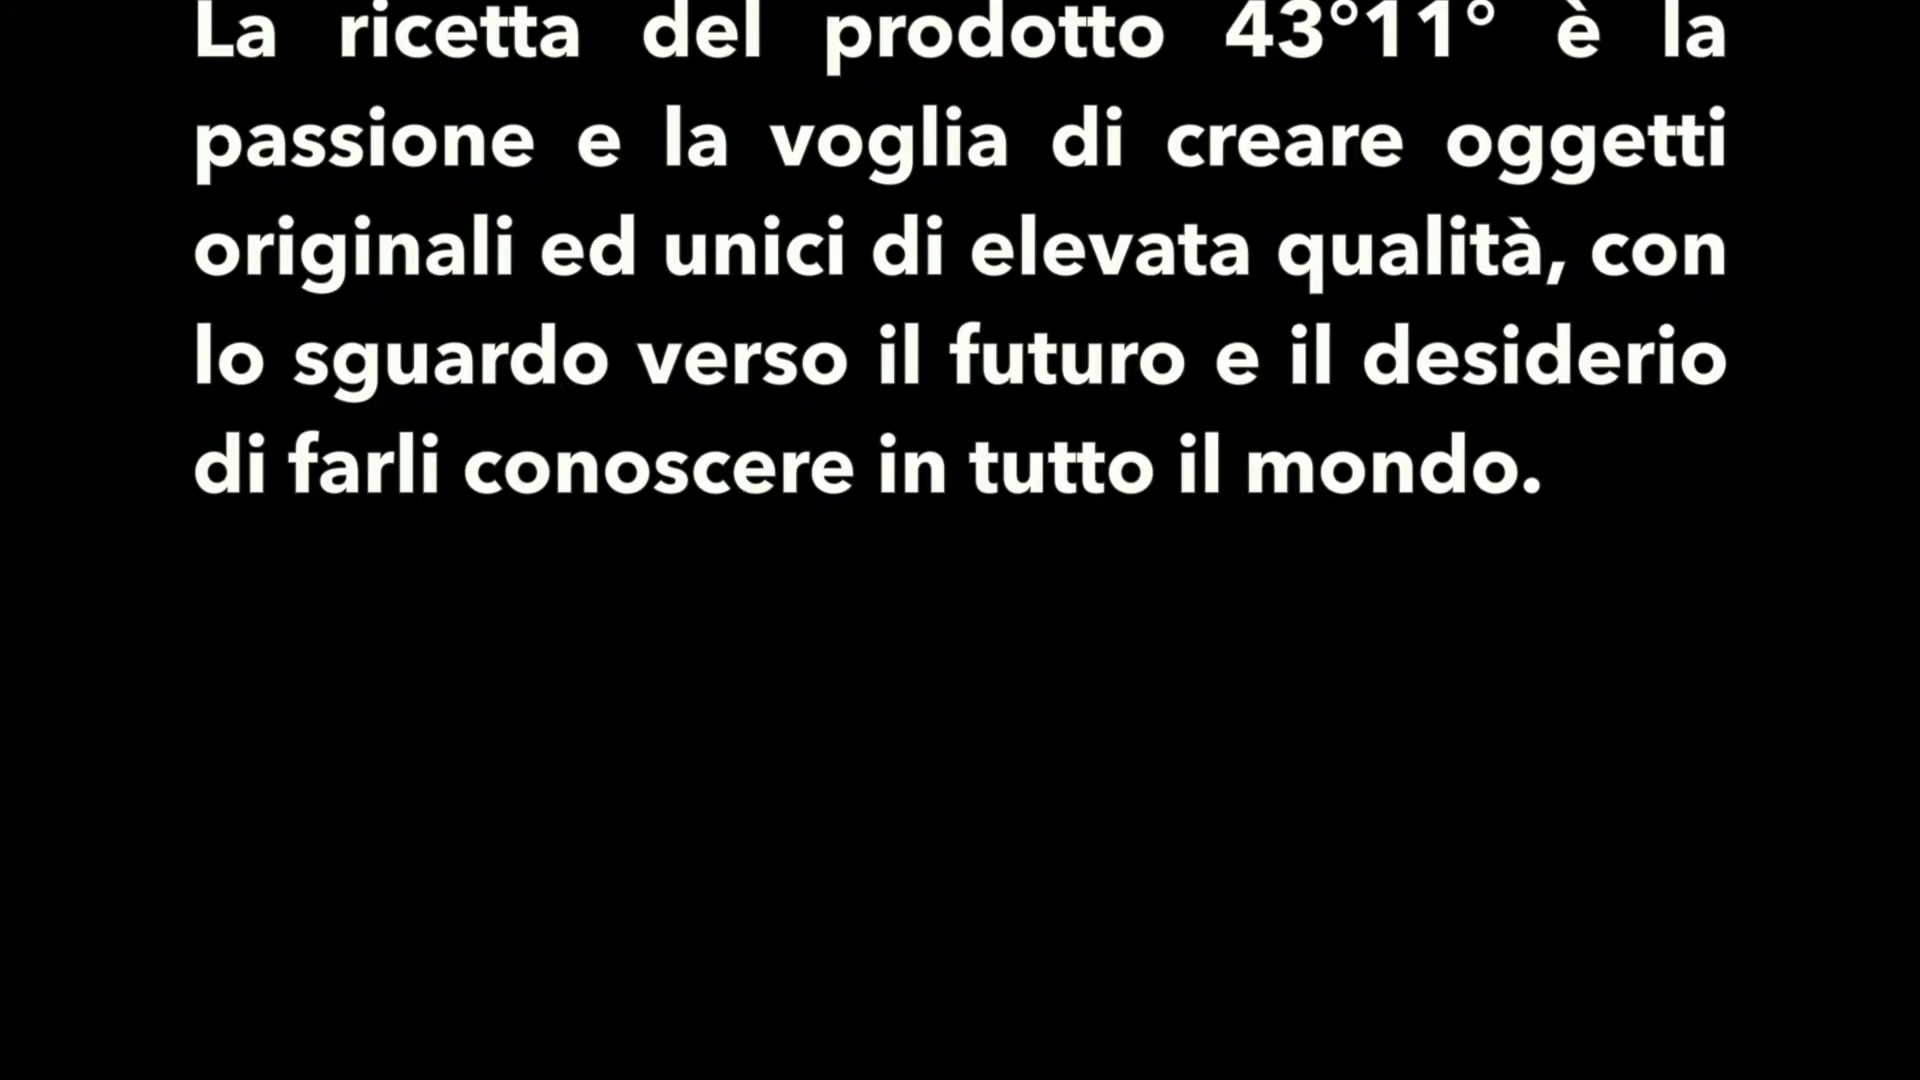 La ricetta del prodotto 43°11° è la
passione e la voglia di creare oggetti
originali ed unici di elevata qualità, con
lo sguardo verso il futuro e il desiderio
di farli conoscere in tutto il mondo.